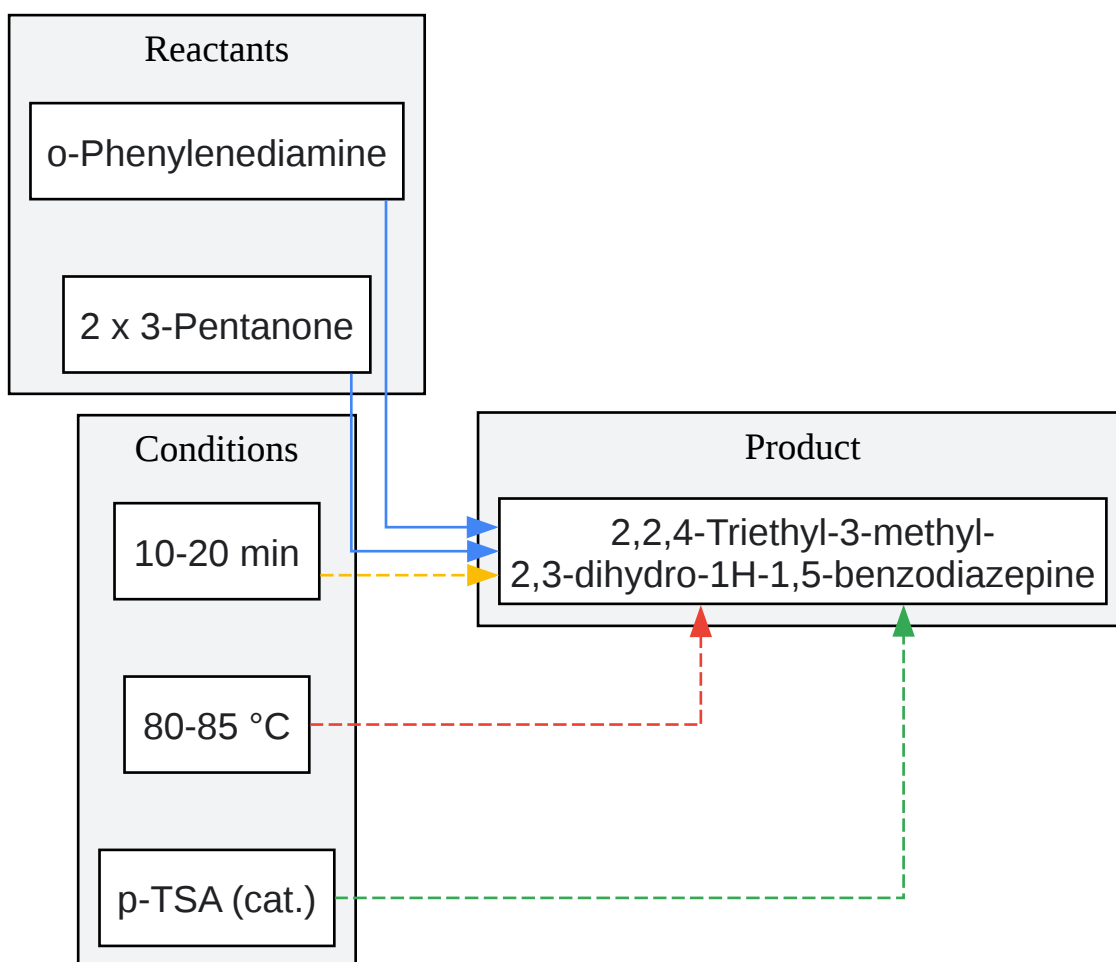 Reactants
o-Phenylenediamine
2 x 3-Pentanone
Conditions
10-20 min
80-85 °C
p-TSA (cat.)
Product
2,2,4-Triethyl-3-methyl-
2,3-dihydro-1H-1,5-benzodiazepine